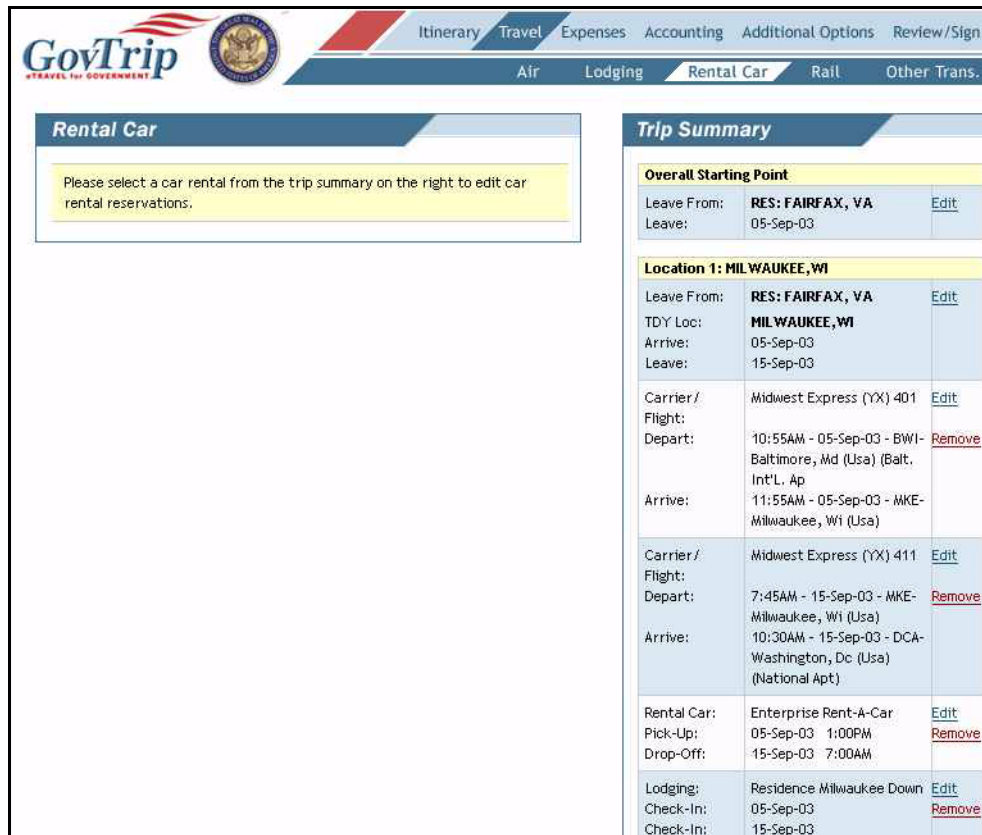 GovTrip
eTRAVEL for GOVERNMENT
Itinerary Travel Expenses Accounting Additional Options Review/Sign
Air Lodging Rental Car Rail Other Trans.
Rental Car
Please select a car rental from the trip summary on the right to edit car
rental reservations.
Trip Summary
Overall Starting Point
Leave From: RES: FAIRFAX, VA Edit
Leave: 05-Sep-03
Location 1: MILWAUKEE,WI
Leave From: RES: FAIRFAX, VA Edit
TDY Loc: MILWAUKEE,WI
Arrive: 05-Sep-03
Leave: 15-Sep-03
Carrier/ Midwest Express (YX) 401 Edit
Flight:
Depart: 10:55AM - 05-Sep-03 - BWI- Remove
Baltimore, Md (Usa) (Balt.
Int'L. Ap
Arrive: 11:55AM - 05-Sep-03 - MKE-
Milwaukee, Wi (Usa)
Carrier/ Midwest Express (YX) 411 Edit
Flight:
Depart: 7:45AM - 15-Sep-03 - MKE- Remove
Milwaukee, Wi (Usa)
Arrive: 10:30AM - 15-Sep-03 - DCA-
Washington, Dc (Usa)
(National Apt)
Rental Car: Enterprise Rent-A-Car Edit
Pick-Up: 05-Sep-03 1:00PM Remove
Drop-Off: 15-Sep-03 7:00AM
Lodging: Residence Milwaukee Down Edit
Check-In: 05-Sep-03 Remove
Check-In: 15-Sep-03